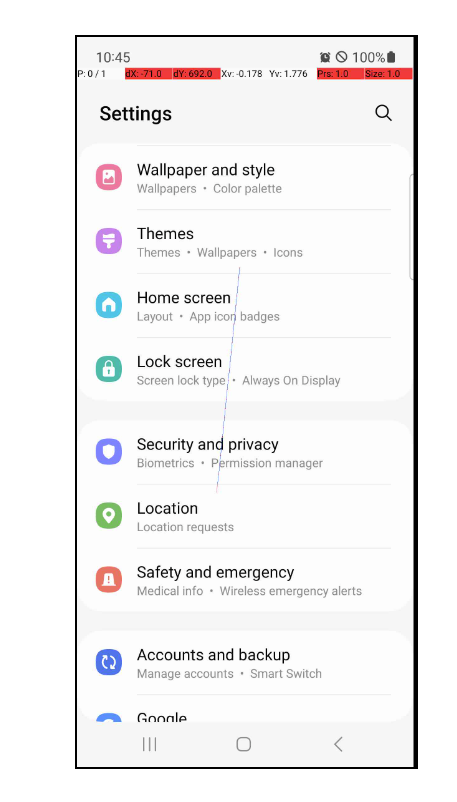 10:45 100%
P: 0 / 1 dX: -71.0 dY: 692.0 Xv: -0.178 Yv: 1.776 Prs: 1.0 Size: 1.0
Settings
Wallpaper and style
Wallpapers • Color palette
Themes
Themes • Wallpapers • Icons
Home screen
Layout • App icon badges
Lock screen
Screen lock type • Always On Display
Security and privacy
Biometrics • Permission manager
Location
Location requests
Safety and emergency
Medical info • Wireless emergency alerts
Accounts and backup
Manage accounts • Smart Switch
Google